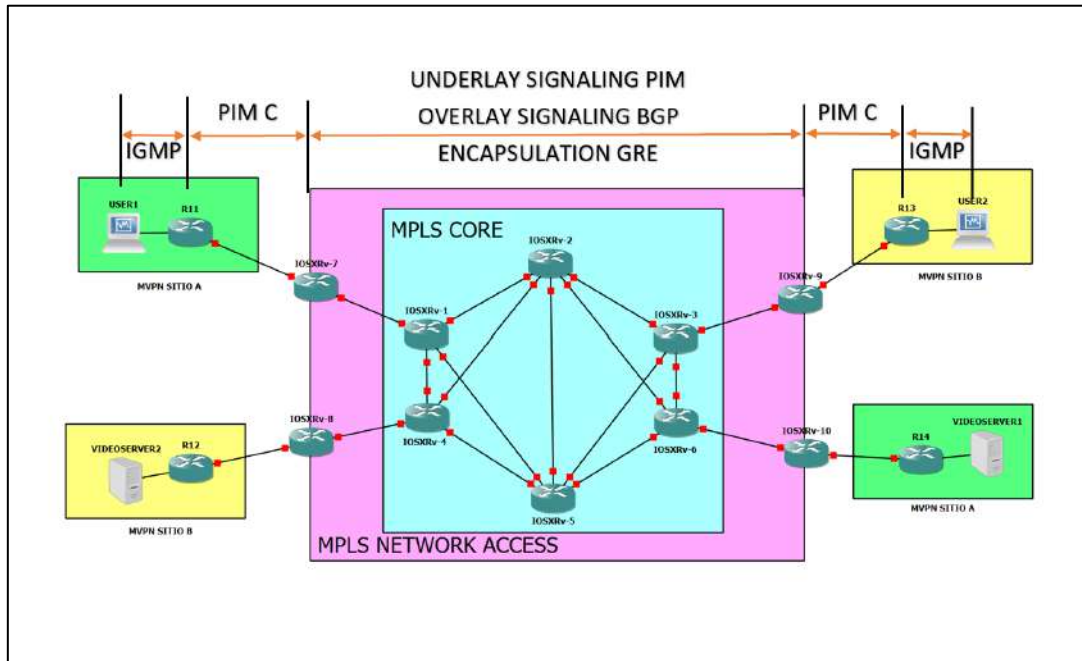 UNDERLAY SIGNALING PIM
PIM C
OVERLAY SIGNALING BGP
PIM C
IGMP
ENCAPSULATION GRE
IGMP
USER1
R11
MVPN SITIO A
R13
USER2
MVPN SITIO B
MPLS CORE
IOSXRv-2
IOSXRv-7
IOSXRv-9
IOSXRv-1
IOSXRv-3
VIDEOSERVER2
R12
MVPN SITIO B
IOSXRv-8
IOSXRv-4
IOSXRv-6
IOSXRv-10
R14
VIDEOSERVER1
MVPN SITIO A
IOSXRv-5
MPLS NETWORK ACCESS